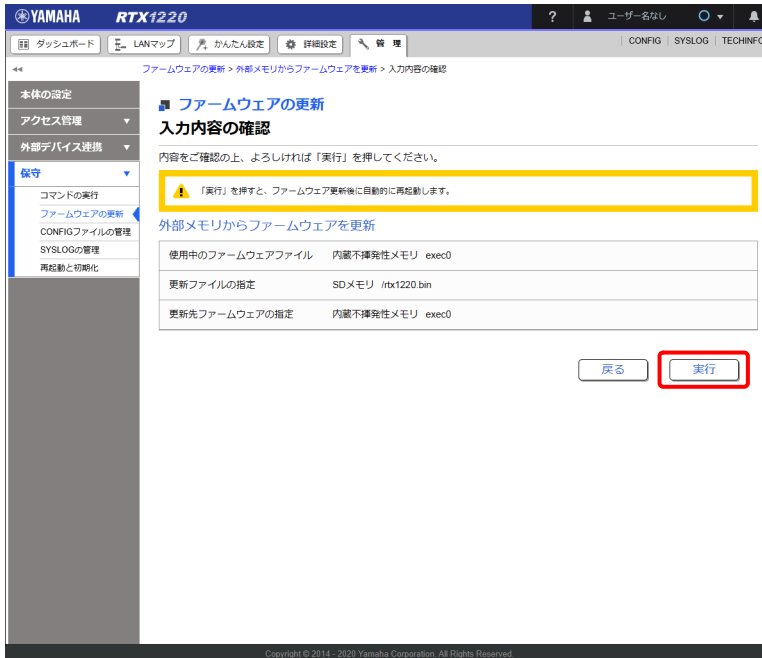 YAMAHA RTX1220 ? ユーザー名なし
ダッシュボード LANマップ かんたん設定 詳細設定 管 理 CONFIG SYSLOG TECHINFO
ファームウェアの更新 > 外部メモリからファームウェアを更新 > 入力内容の確認
本体の設定
アクセス管理
外部デバイス連携
保守
コマンドの実行
ファームウェアの更新
CONFIGファイルの管理
SYSLOGの管理
再起動と初期化
ファームウェアの更新
入力内容の確認
内容をご確認の上、よろしければ「実行」を押してください。
「実行」を押すと、ファームウェア更新後に自動的に再起動します。
外部メモリからファームウェアを更新
使用中のファームウェアファイル 内蔵不揮発性メモリ exec0
更新ファイルの指定 SDメモリ /rtx1220.bin
更新先ファームウェアの指定 内蔵不揮発性メモリ exec0
戻る 実行
Copyright © 2014 - 2020 Yamaha Corporation. All Rights Reserved.